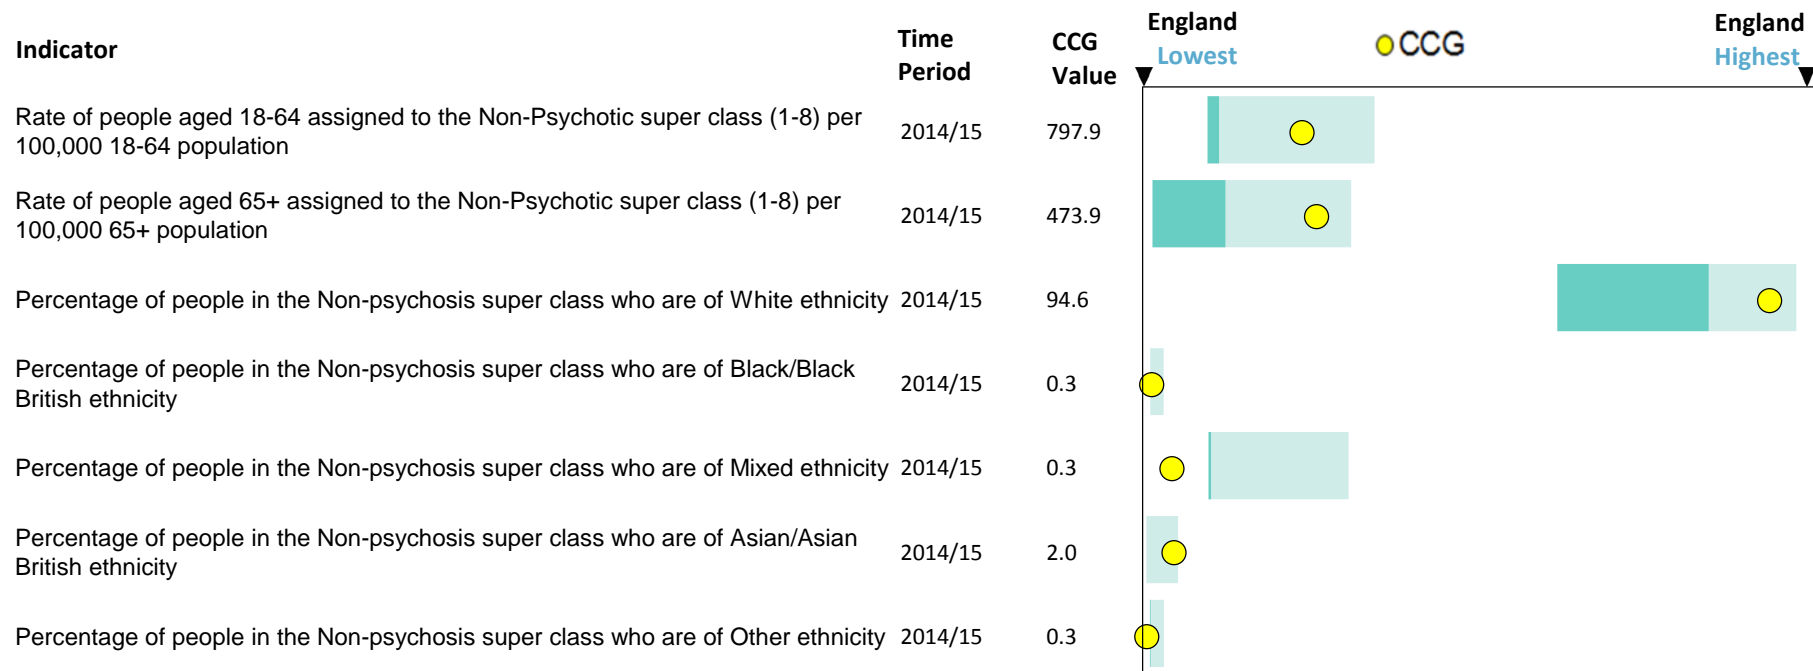 Indicator
Time Period
CCG Value
England Lowest
CCG
England Highest
Rate of people aged 18-64 assigned to the Non-Psychotic super class (1-8) per
100,000 18-64 population
2014/15
797.9
Rate of people aged 65+ assigned to the Non-Psychotic super class (1-8) per
100,000 65+ population
2014/15
473.9
Percentage of people in the Non-psychosis super class who are of White ethnicity
2014/15
94.6
Percentage of people in the Non-psychosis super class who are of Black/Black
British ethnicity
2014/15
0.3
Percentage of people in the Non-psychosis super class who are of Mixed ethnicity
2014/15
0.3
Percentage of people in the Non-psychosis super class who are of Asian/Asian
British ethnicity
2014/15
2.0
Percentage of people in the Non-psychosis super class who are of Other ethnicity
2014/15
0.3